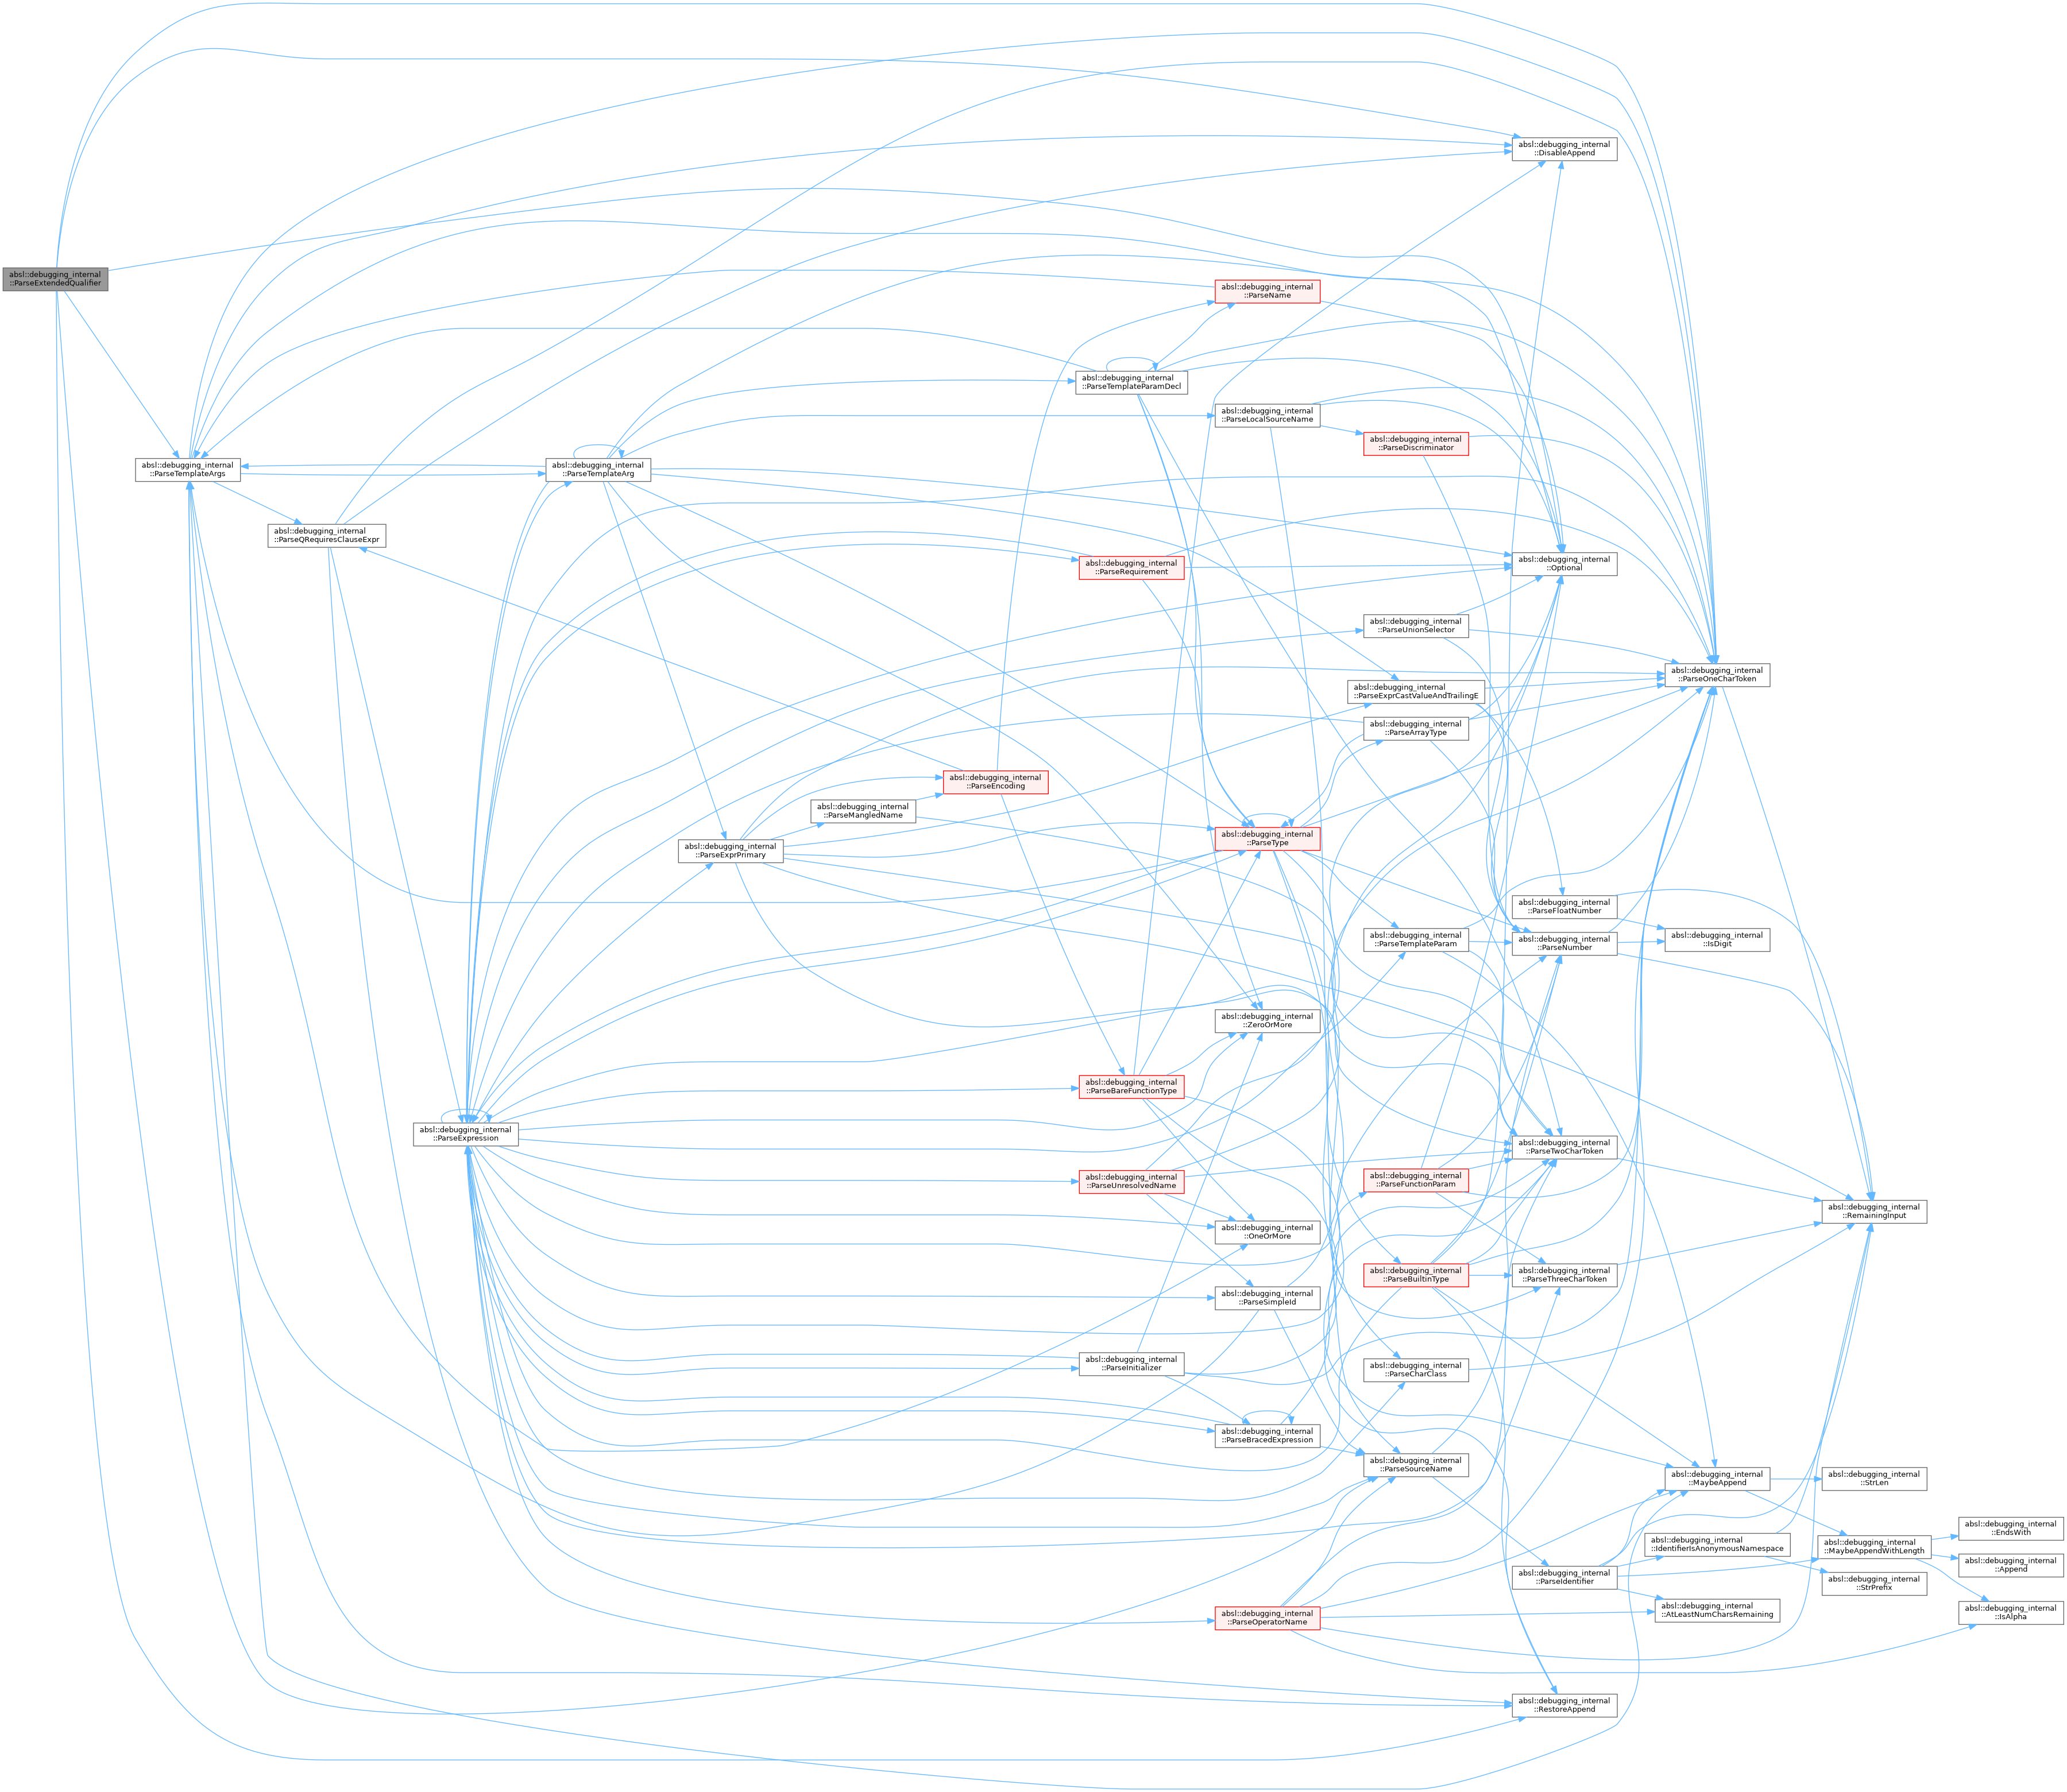 absl::debugging_internal
::ParseExtendedQualifier
absl::debugging_internal
::ParseTemplateArgs
absl::debugging_internal
::ParseQRequiresClauseExpr
absl::debugging_internal
::ParseExpression
absl::debugging_internal
::ParseTemplateArg
absl::debugging_internal
::ParseExprPrimary
absl::debugging_internal
::ParseMangledName
absl::debugging_internal
::ParseEncoding
absl::debugging_internal
::ParseTemplateParamDecl
absl::debugging_internal
::ParseRequirement
absl::debugging_internal
::ParseBareFunctionType
absl::debugging_internal
::ParseUnresolvedName
absl::debugging_internal
::ParseInitializer
absl::debugging_internal
::ParseName
absl::debugging_internal
::ParseLocalSourceName
absl::debugging_internal
::ParseType
absl::debugging_internal
::ZeroOrMore
absl::debugging_internal
::OneOrMore
absl::debugging_internal
::ParseSimpleId
absl::debugging_internal
::ParseBracedExpression
absl::debugging_internal
::ParseOperatorName
absl::debugging_internal
::ParseDiscriminator
absl::debugging_internal
::ParseUnionSelector
absl::debugging_internal
::ParseExprCastValueAndTrailingE
absl::debugging_internal
::ParseArrayType
absl::debugging_internal
::ParseTemplateParam
absl::debugging_internal
::ParseFunctionParam
absl::debugging_internal
::ParseBuiltinType
absl::debugging_internal
::ParseCharClass
absl::debugging_internal
::ParseSourceName
absl::debugging_internal
::DisableAppend
absl::debugging_internal
::Optional
absl::debugging_internal
::ParseFloatNumber
absl::debugging_internal
::ParseNumber
absl::debugging_internal
::ParseTwoCharToken
absl::debugging_internal
::ParseThreeCharToken
absl::debugging_internal
::ParseIdentifier
absl::debugging_internal
::RestoreAppend
absl::debugging_internal
::ParseOneCharToken
absl::debugging_internal
::IsDigit
absl::debugging_internal
::MaybeAppend
absl::debugging_internal
::IdentifierIsAnonymousNamespace
absl::debugging_internal
::AtLeastNumCharsRemaining
absl::debugging_internal
::RemainingInput
absl::debugging_internal
::StrLen
absl::debugging_internal
::MaybeAppendWithLength
absl::debugging_internal
::StrPrefix
absl::debugging_internal
::EndsWith
absl::debugging_internal
::Append
absl::debugging_internal
::IsAlpha